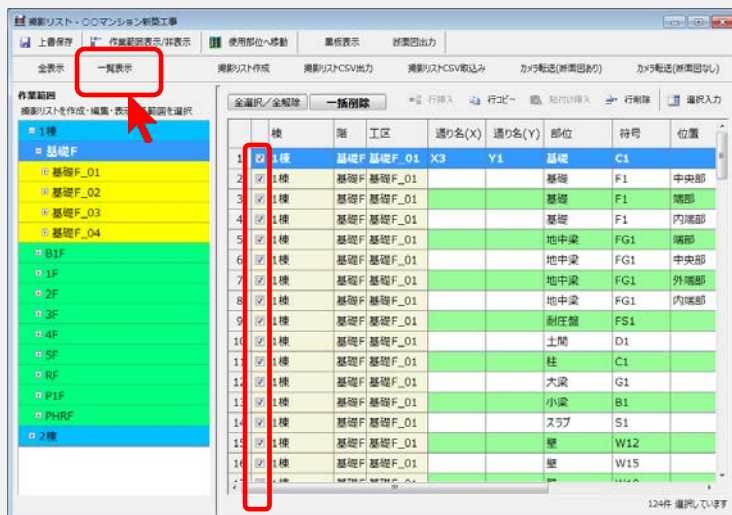 撮影リスト - ○○マンション新築工事
上書保存 作業範囲表示/非表示 使用部位へ移動 黒板表示 断面図出力
全表示 一覧表示 撮影リスト作成 撮影リストCSV出力 撮影リストCSV取込み カメラ転送(断面図あり) カメラ転送(断面図なし)
作業範囲
撮影リストを作成・編集・表示 範囲を選択
1棟
基礎F
基礎F_01
基礎F_02
基礎F_03
基礎F_04
B1F
1F
2F
3F
4F
5F
RF
P1F
PHRF
2棟
全選択/全解除 一括削除 行挿入 行コピー 貼付け挿入 行削除 選択入力
棟 階 工区 通り名(X) 通り名(Y) 部位 符号 位置
1 1棟 基礎F 基礎F_01 X3 Y1 基礎 C1
2 1棟 基礎F 基礎F_01 基礎 F1 中央部
3 1棟 基礎F 基礎F_01 基礎 F1 端部
4 1棟 基礎F 基礎F_01 基礎 F1 内端部
5 1棟 基礎F 基礎F_01 地中梁 FG1 端部
6 1棟 基礎F 基礎F_01 地中梁 FG1 中央部
7 1棟 基礎F 基礎F_01 地中梁 FG1 外端部
8 1棟 基礎F 基礎F_01 地中梁 FG1 内端部
9 1棟 基礎F 基礎F_01 耐圧盤 FS1
10 1棟 基礎F 基礎F_01 土間 D1
11 1棟 基礎F 基礎F_01 柱 C1
12 1棟 基礎F 基礎F_01 大梁 G1
13 1棟 基礎F 基礎F_01 小梁 B1
14 1棟 基礎F 基礎F_01 スラブ S1
15 1棟 基礎F 基礎F_01 壁 W12
16 1棟 基礎F 基礎F_01 壁 W15
124件 選択しています